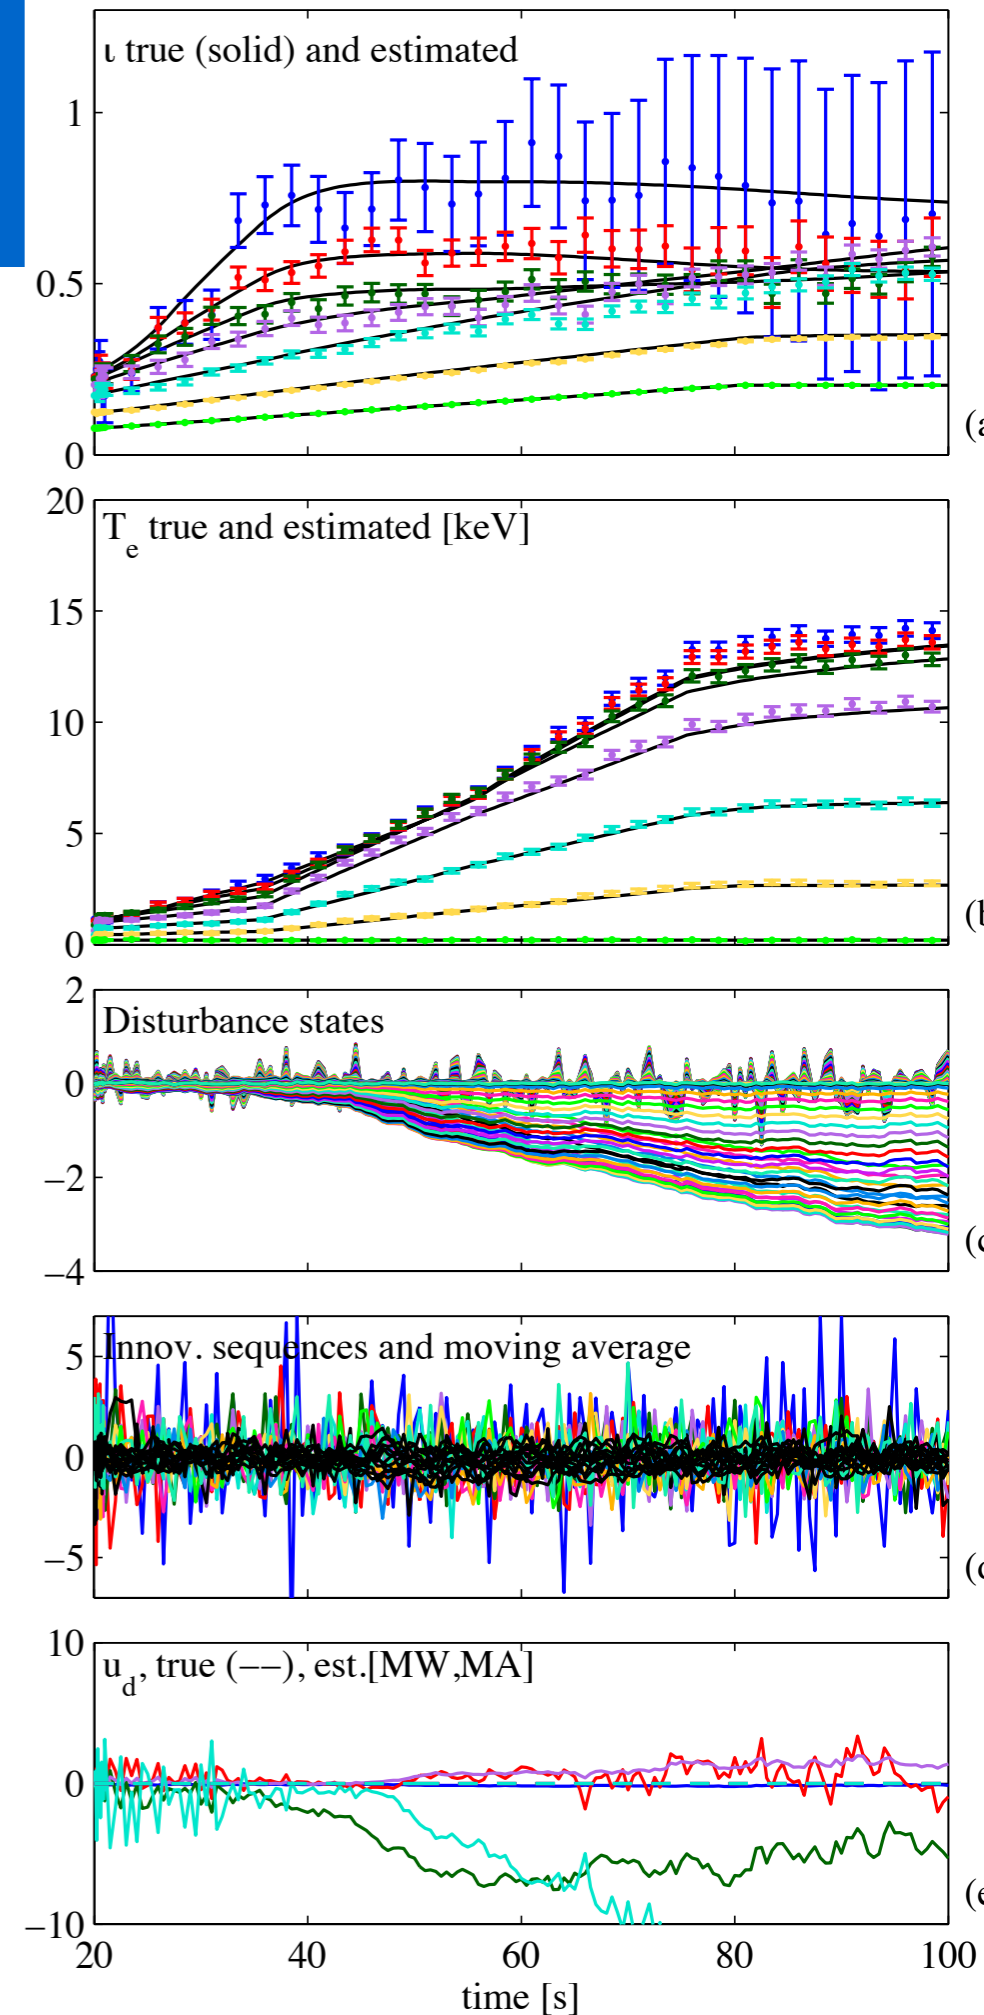 ι true (solid) and estimated
1
0.5
0
(a
20
T_e true and estimated [keV]
15
10
5
0
(b
2
Disturbance states
0
−2
−4
Innov. sequences and moving average
5
0
−5
10
u_d, true (−−), est.[MW,MA]
0
(e
−10
20 40 60 80 100
time [s]